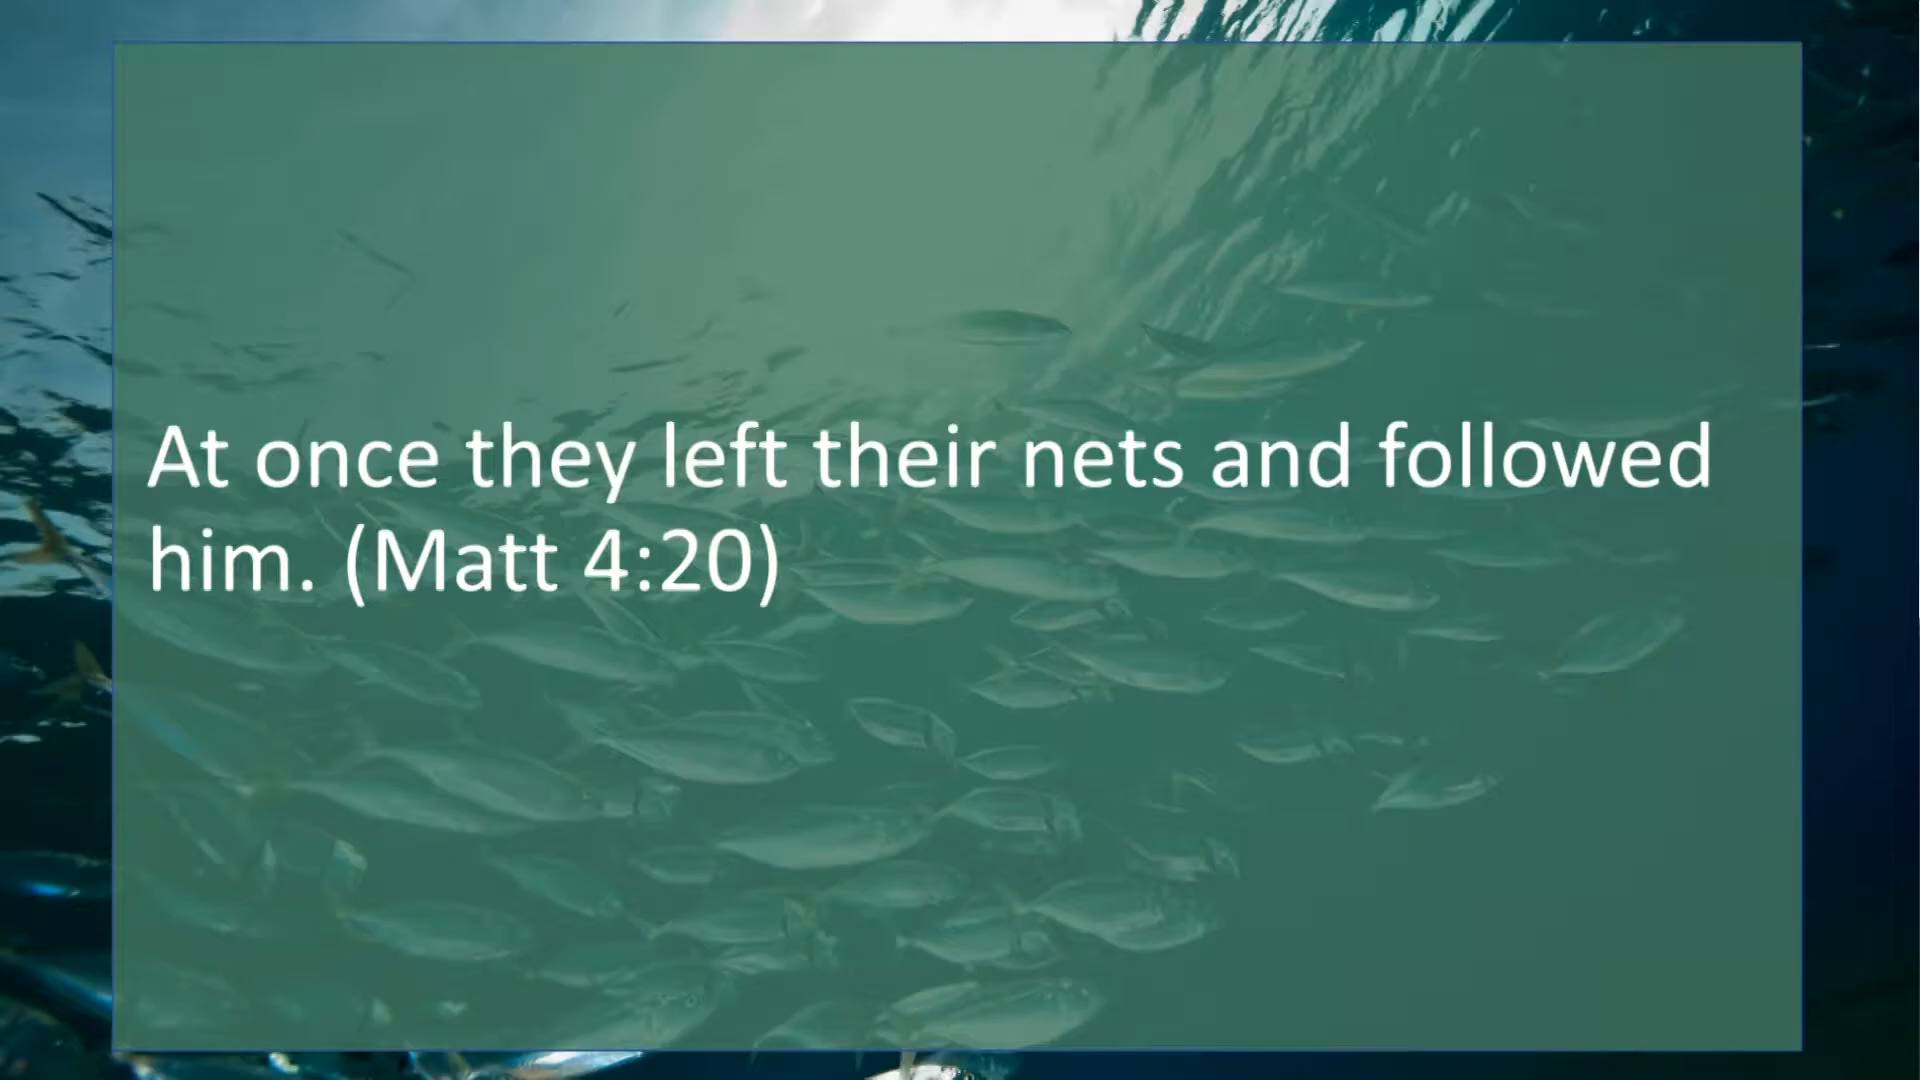 At once they left their nets and followed
him. (Matt 4:20)